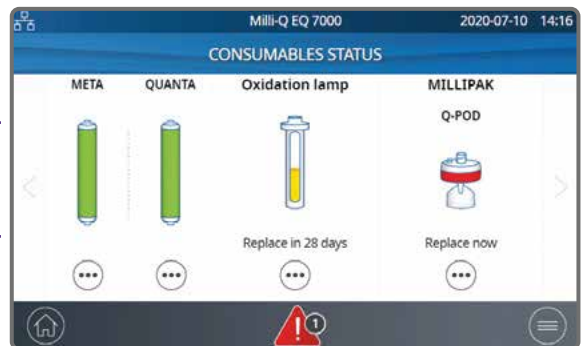 Milli-Q EQ 7000 2020-07-10 14:16
CONSUMABLES STATUS
META QUANTA Oxidation lamp MILLIPAK
Q-POD
Replace in 28 days Replace now
1